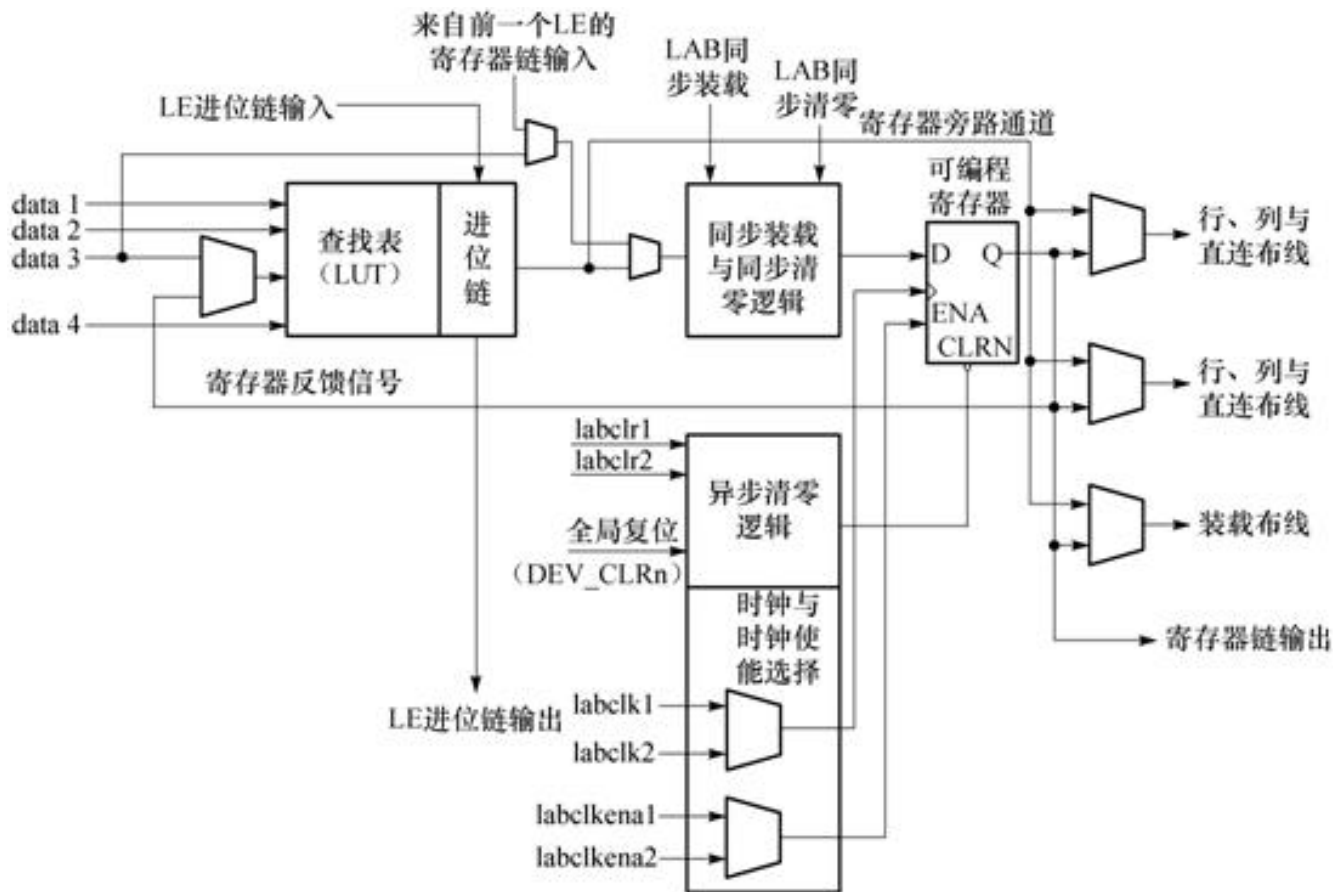 来自前一个LE的
寄存器链输入
LAB同
步装载
LAB同
步清零
LE进位链输入
寄存器旁路通道
可编程
寄存器
data 1
data 2
data 3
data 4
查找表
（LUT）
进
位
链
同步装载
与同步清
零逻辑
D Q
ENA
CLRN
行、列与
直连布线
行、列与
直连布线
寄存器反馈信号
labclr1
labclr2
异步清零
逻辑
全局复位
（DEV_CLRn）
装载布线
时钟与
时钟使
能选择
寄存器链输出
LE进位链输出
labclk1
labclk2
labclkena1
labclkena2